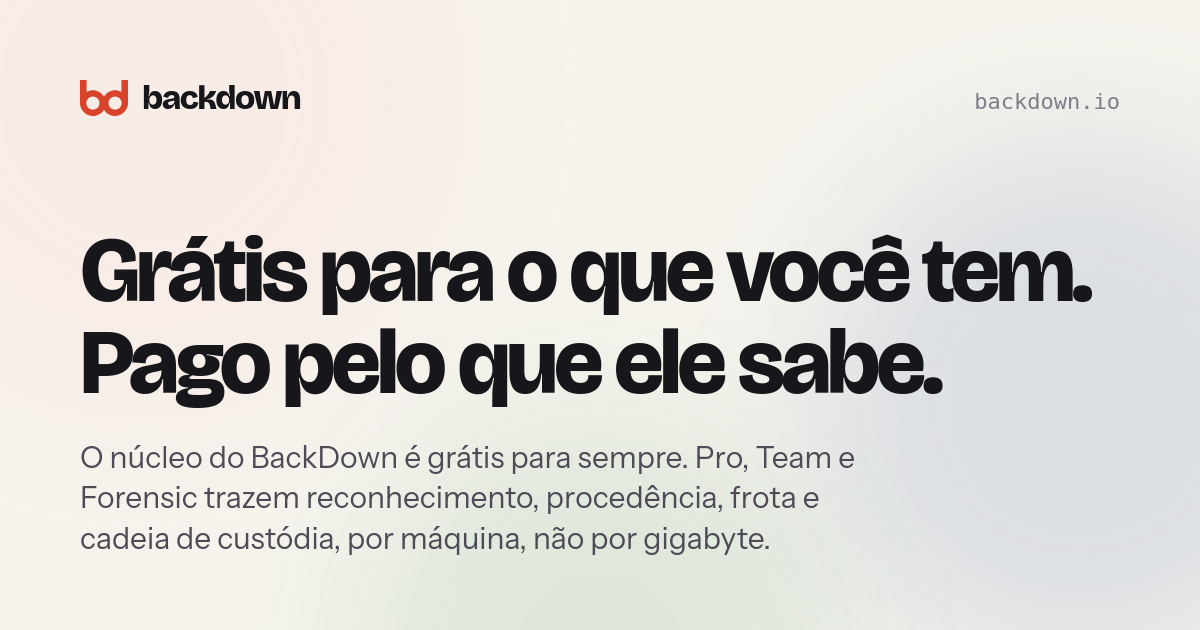 bd backdown
backdown.io
Grátis para o que você tem.
Pago pelo que ele sabe.
O núcleo do BackDown é grátis para sempre. Pro, Team e
Forensic trazem reconhecimento, procedência, frota e
cadeia de custódia, por máquina, não por gigabyte.